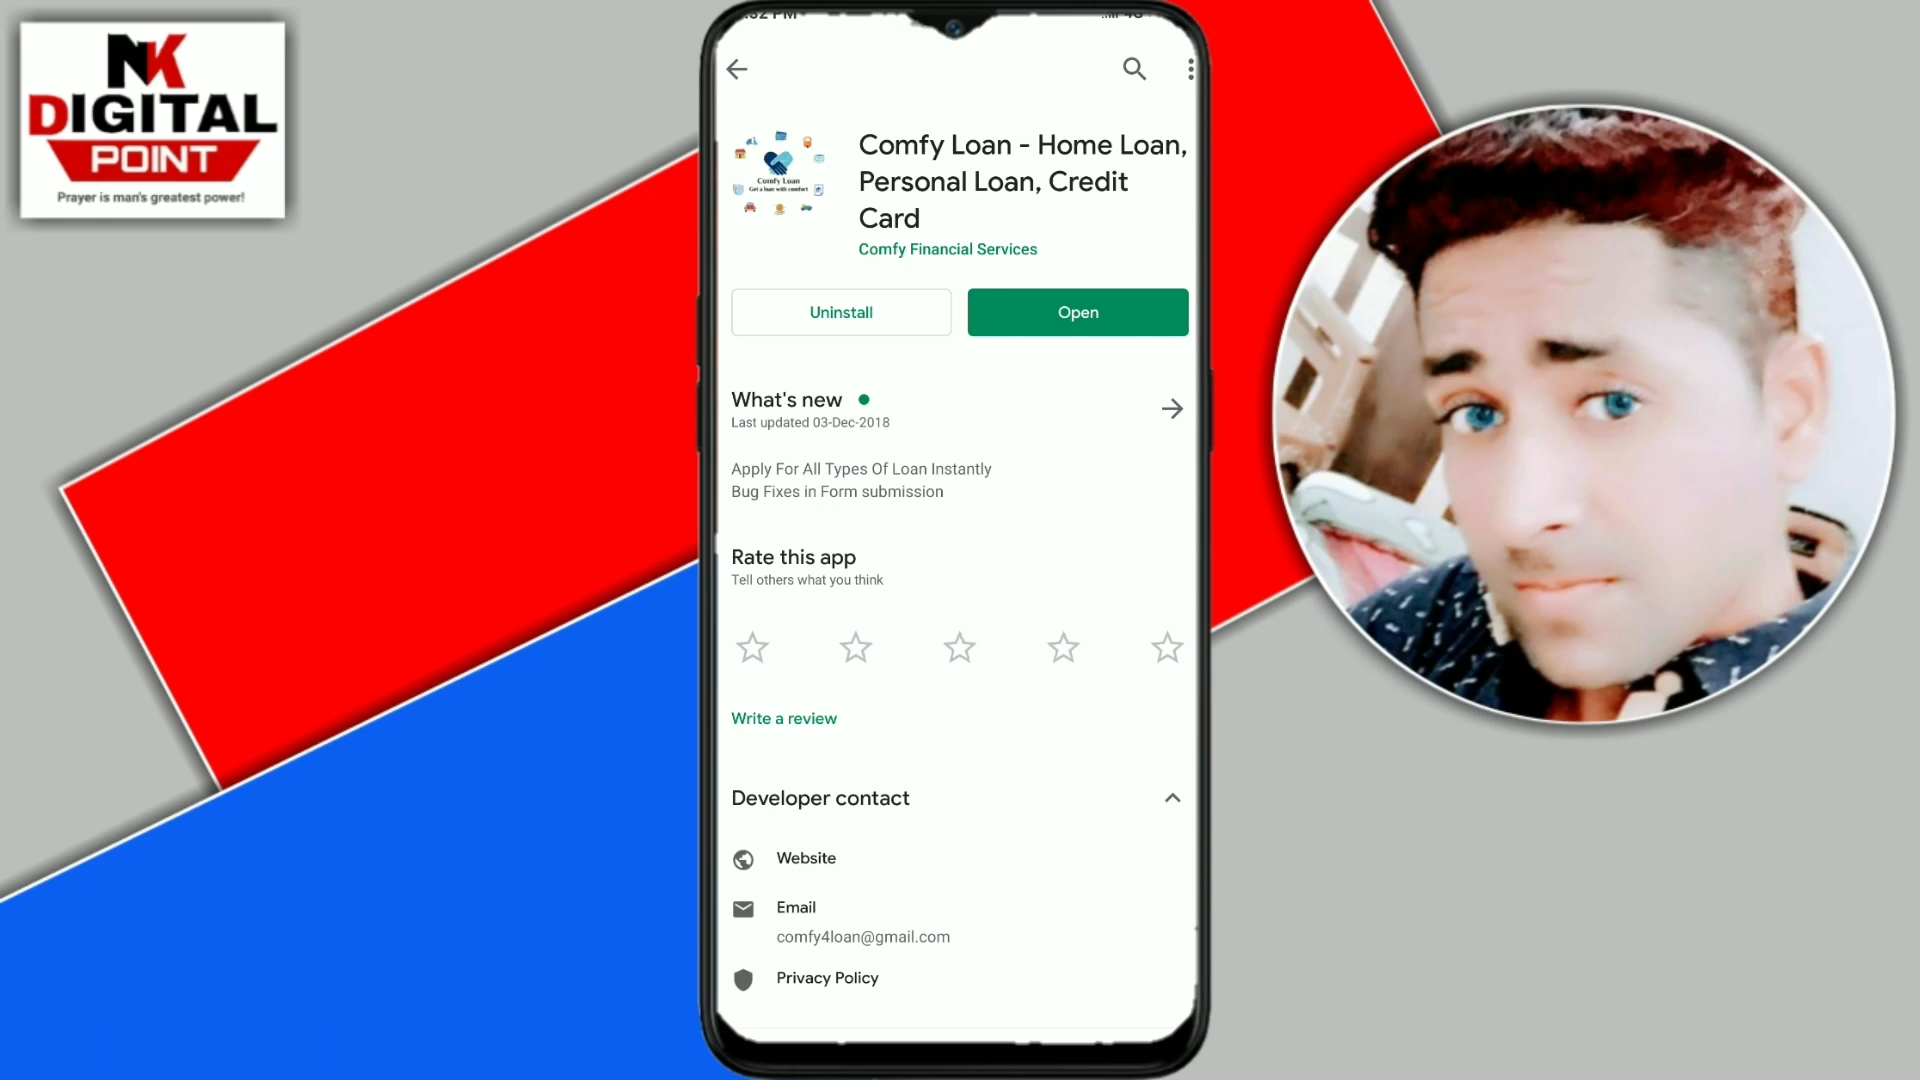 NK
DIGITAL
POINT
Prayer is man's greatest power!
Comfy Loan - Home Loan,
Personal Loan, Credit
Card
Comfy Financial Services
Comfy Loan
Get a loan with comfort
Uninstall
Open
What's new
Last updated 03-Dec-2018
Apply For All Types Of Loan Instantly
Bug Fixes in Form submission
Rate this app
Tell others what you think
Write a review
Developer contact
Website
Email
comfy4loan@gmail.com
Privacy Policy